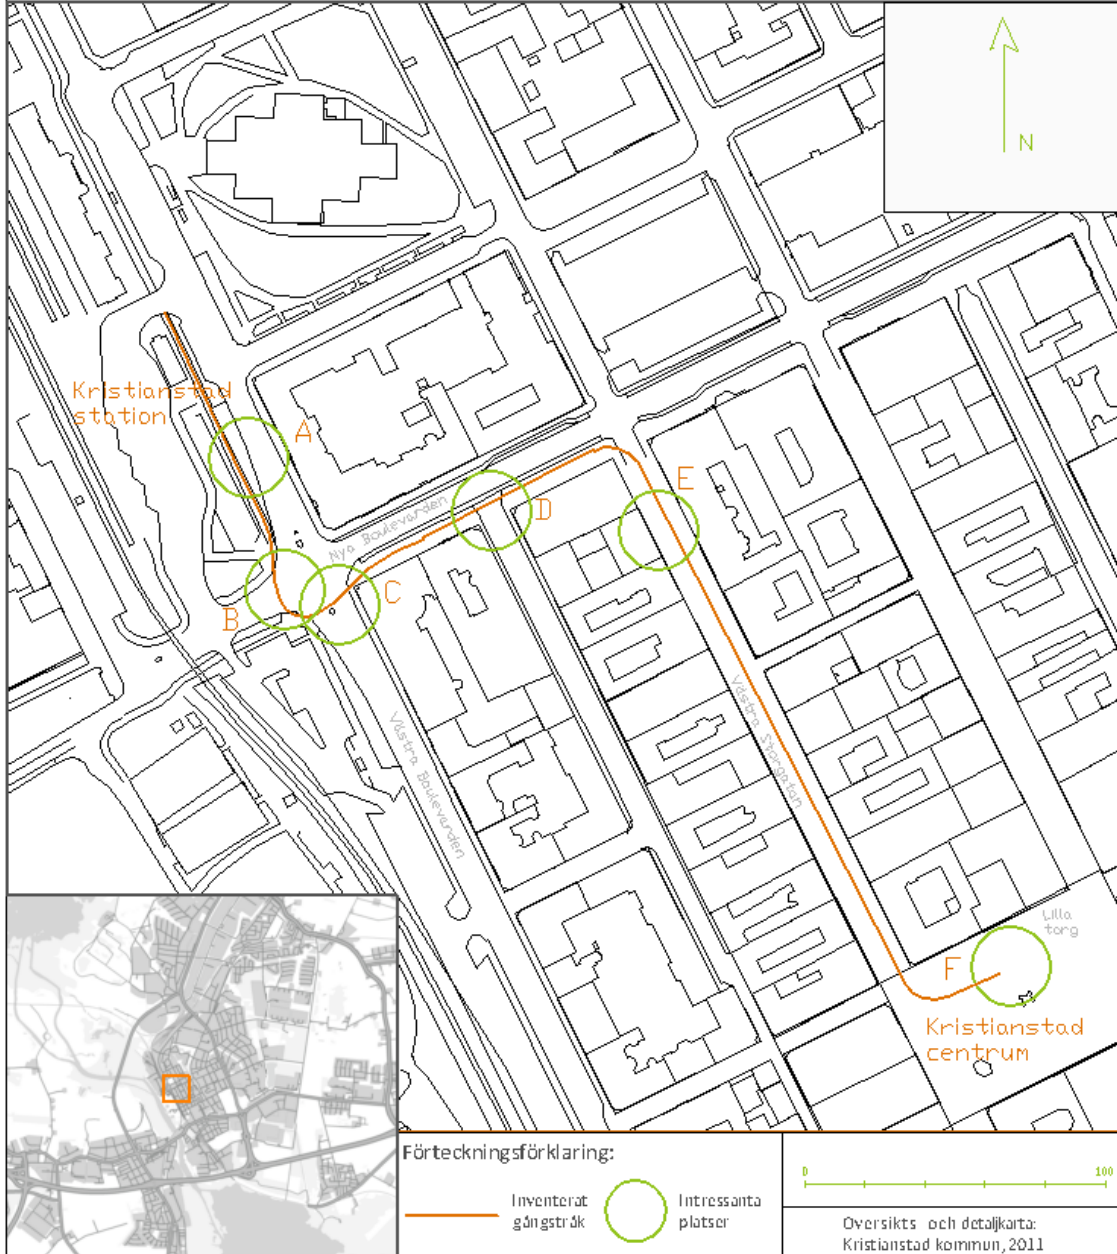 N
Kristianstad
station
A
B
C
D
E
F
Nya Boulevarden
Västra Boulevarden
Västra Storgatan
Lilla
torg
Kristianstad
centrum
Förteckningsförklaring:
Inventerat
gångstråk
Intressanta
platser
0 100
Oversikts och detaljkarta:
Kristianstad kommun, 2011